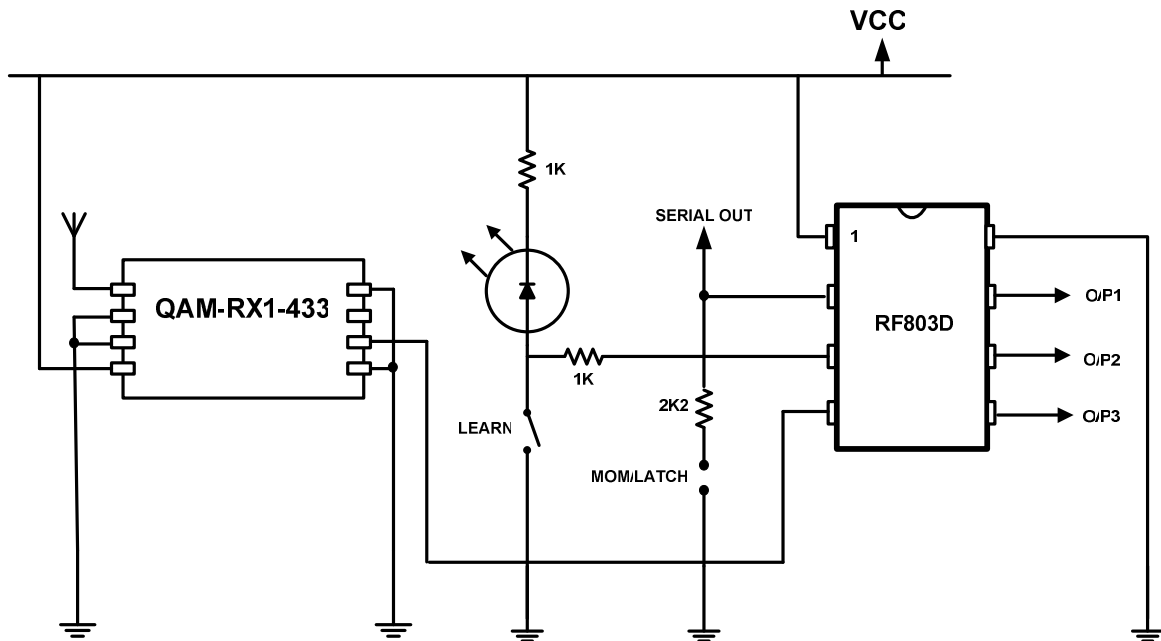 VCC
1K
SERIAL OUT
1
QAM-RX1-433
O/P1
RF803D
O/P2
1K
2K2
O/P3
LEARN
MOM/LATCH